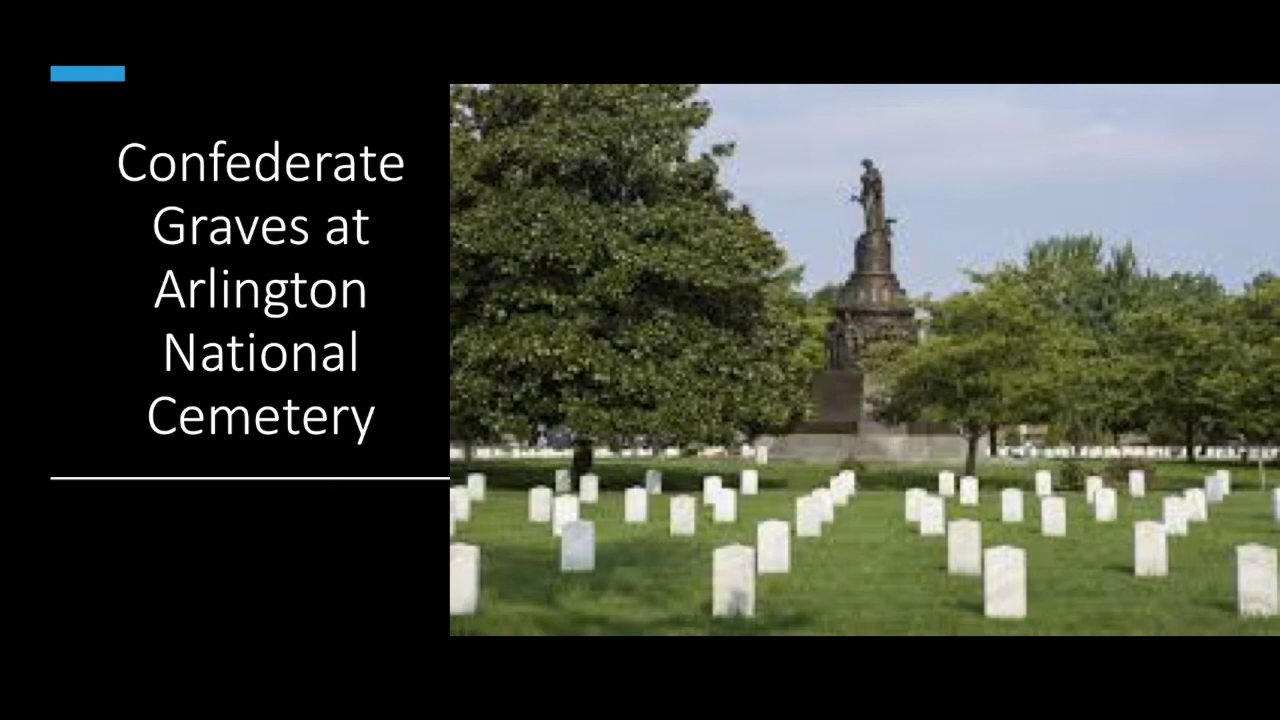 Confederate
Graves at
Arlington
National
Cemetery